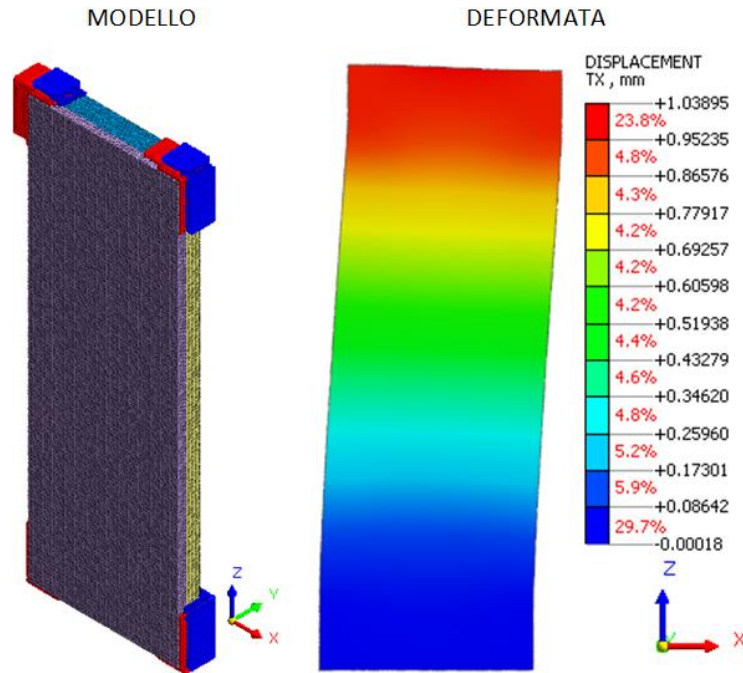 MODELLO
DEFORMATA
DISPLACEMENT
TX , mm
+1.03895
23.8%
+0.95235
4.8%
+0.86576
4.3%
+0.77917
4.2%
+0.69257
4.2%
+0.60598
4.2%
+0.51938
4.4%
+0.43279
4.6%
+0.34620
4.8%
+0.25960
5.2%
+0.17301
5.9%
+0.08642
29.7%
-0.00018
Z
Y
X
Z
Y
X